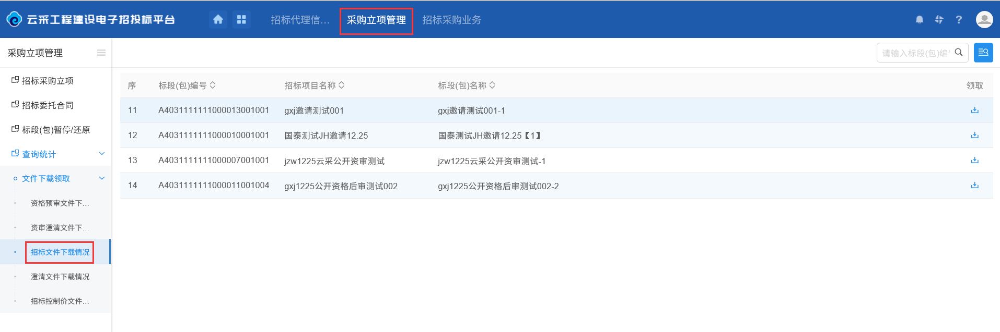 云采工程建设电子招投标平台
招标代理信... 采购立项管理 招标采购业务
采购立项管理
请输入标段(包)编
招标采购立项
招标委托合同
标段(包)暂停/还原
查询统计
文件下载领取
资格预审文件下...
资审澄清文件下...
招标文件下载情况
澄清文件下载情况
招标控制价文件...
序 标段(包)编号 招标项目名称 标段(包)名称 领取
11 A4031111111000013001001 gxj邀请测试001 gxj邀请测试001-1
12 A4031111111000010001001 国泰测试JH邀请12.25 国泰测试JH邀请12.25【1】
13 A4031111111000007001001 jzw1225云采公开资审测试 jzw1225云采公开资审测试-1
14 A4031111111000011001004 gxj1225公开资格后审测试002 gxj1225公开资格后审测试002-2